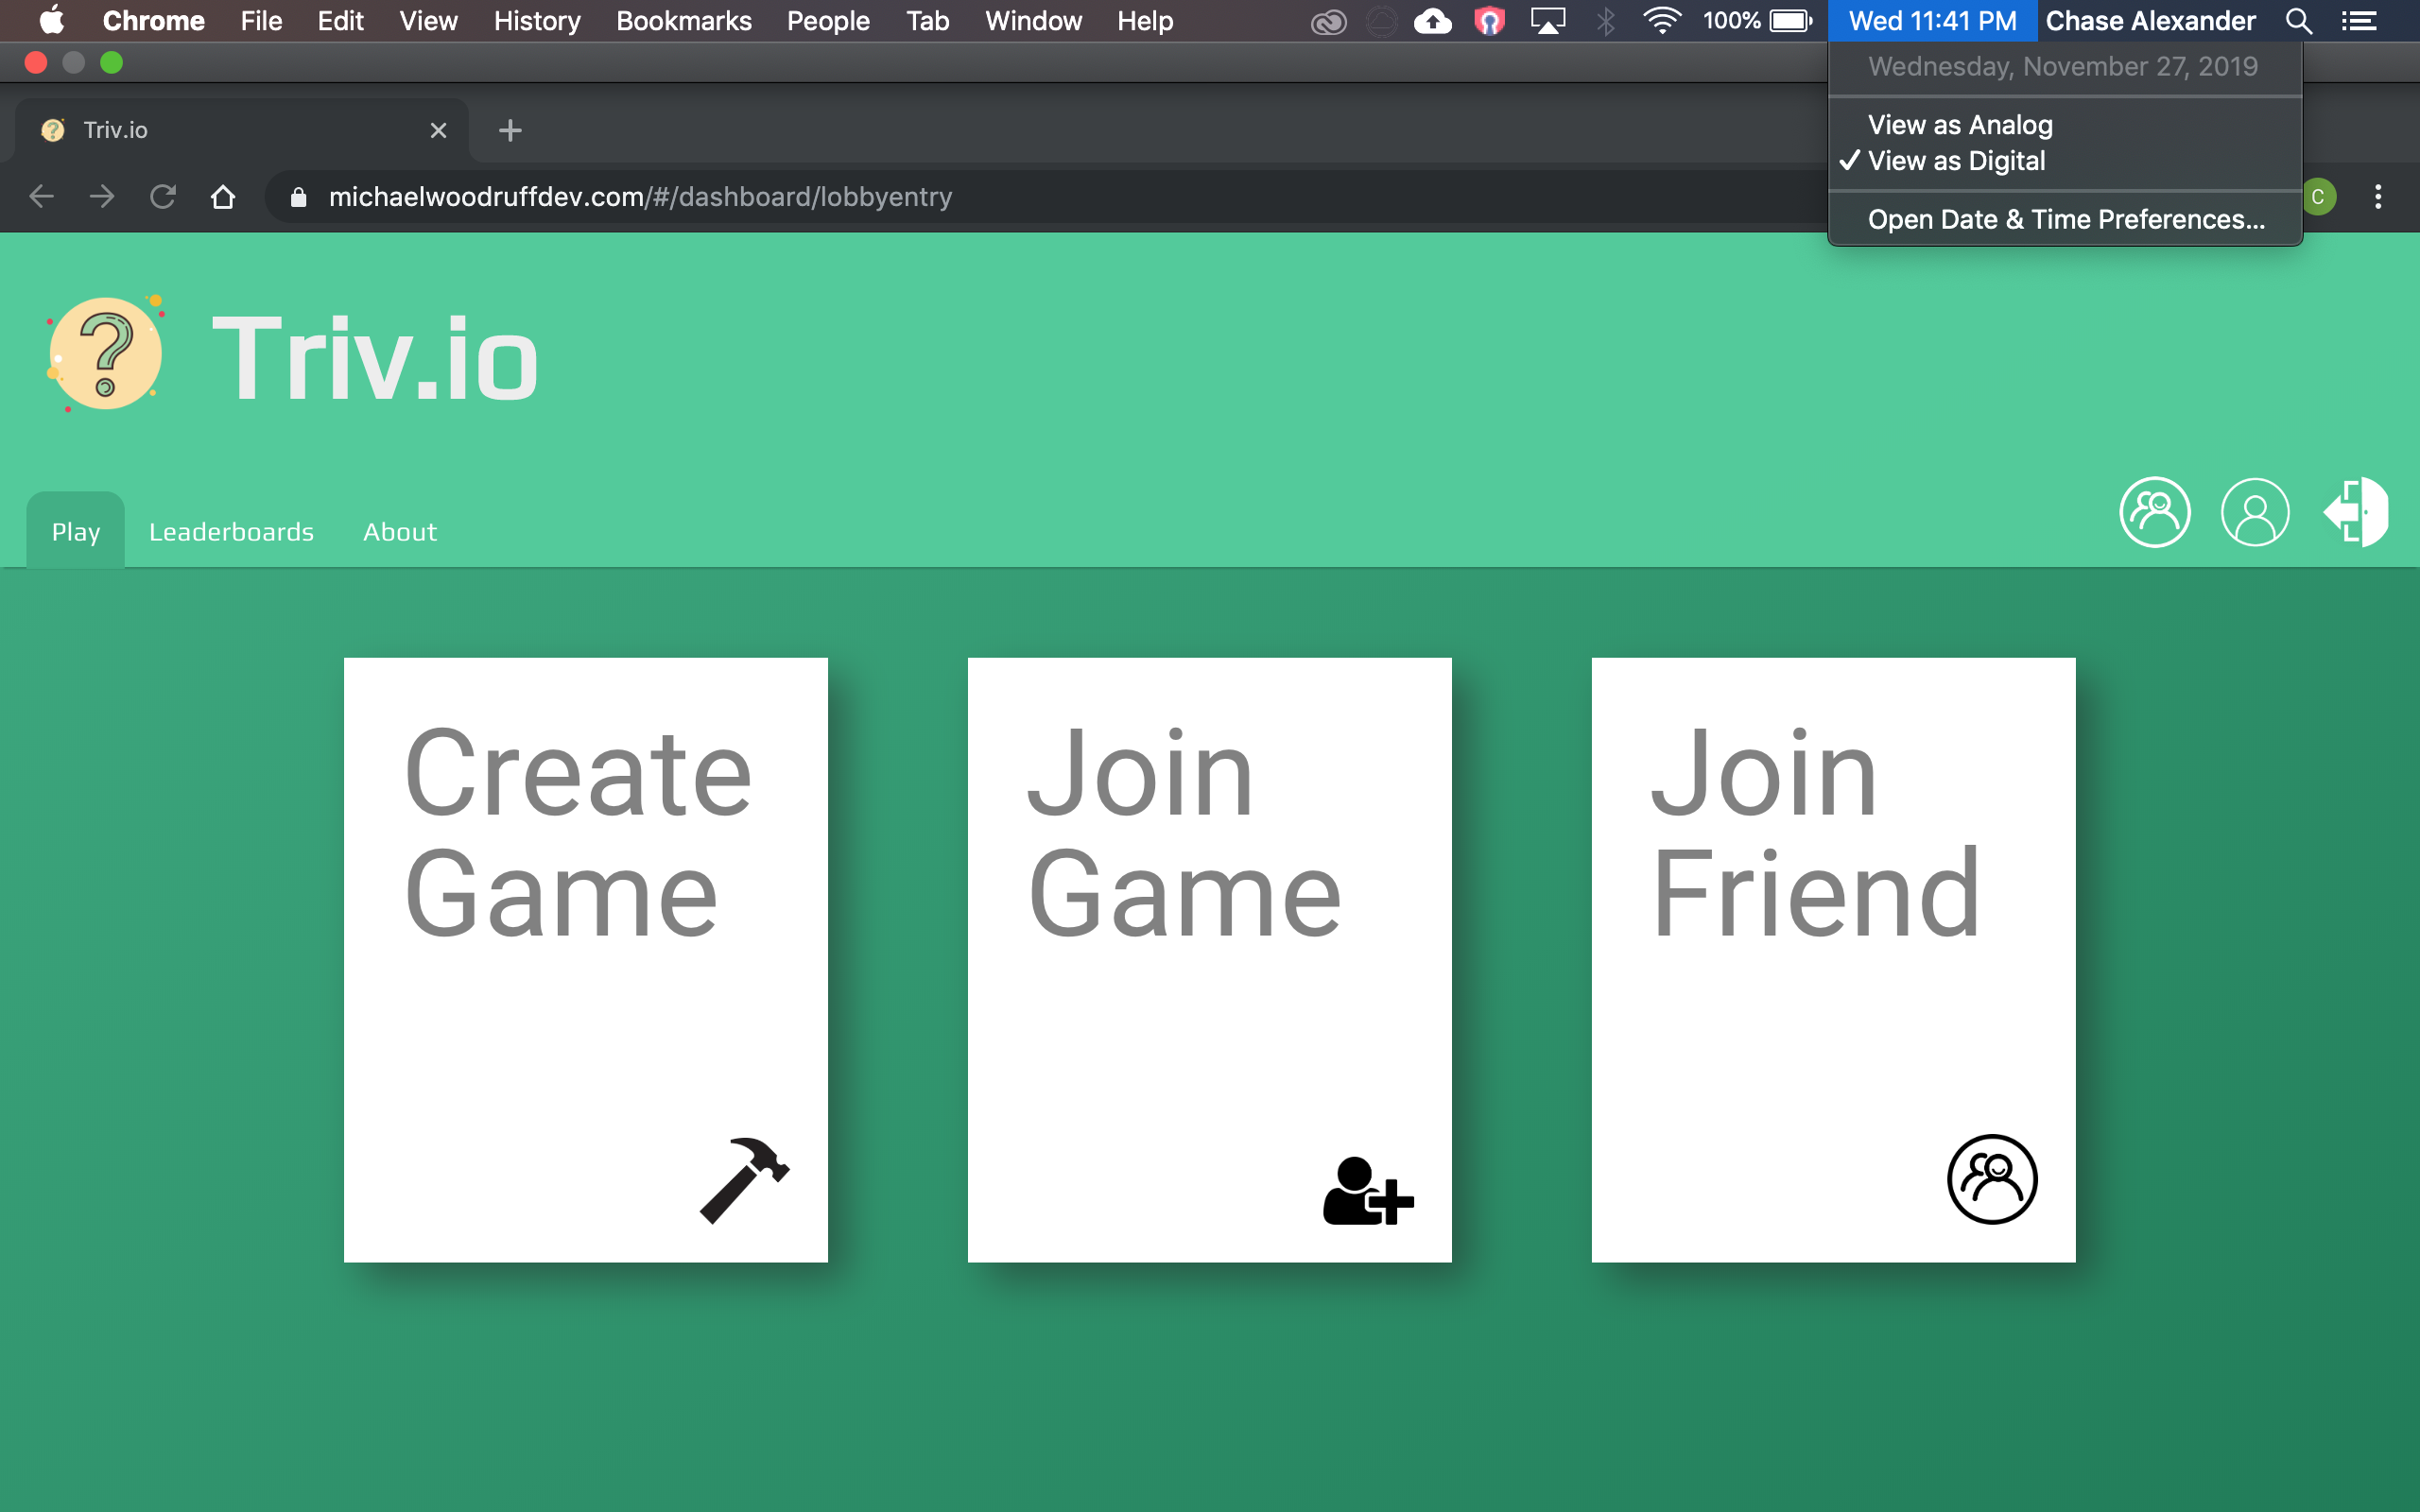 Chrome File Edit View History Bookmarks People Tab Window Help 100% Wed 11:41 PM Chase Alexander
Wednesday, November 27, 2019
View as Analog
✓ View as Digital
Open Date & Time Preferences...
Triv.io
michaelwoodruffdev.com/#/dashboard/lobbyentry
C
?
Triv.io
Play Leaderboards About
Create
Game
Join
Game
Join
Friend